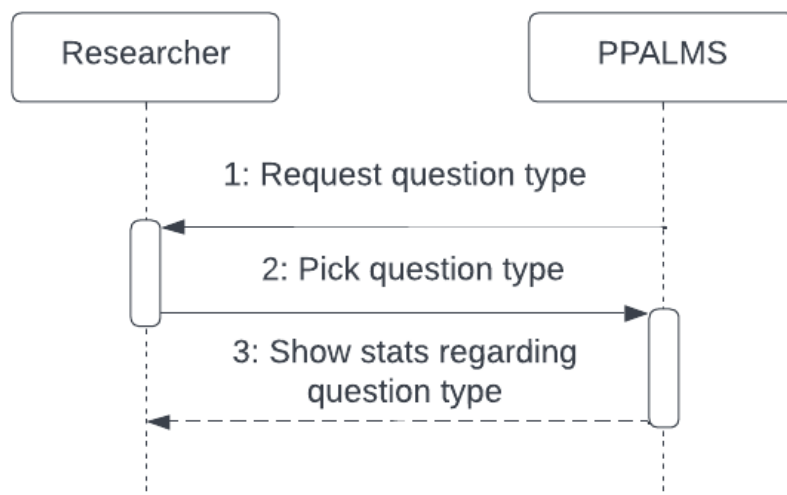 Researcher
PPALMS
1: Request question type
2: Pick question type
3: Show stats regarding
question type